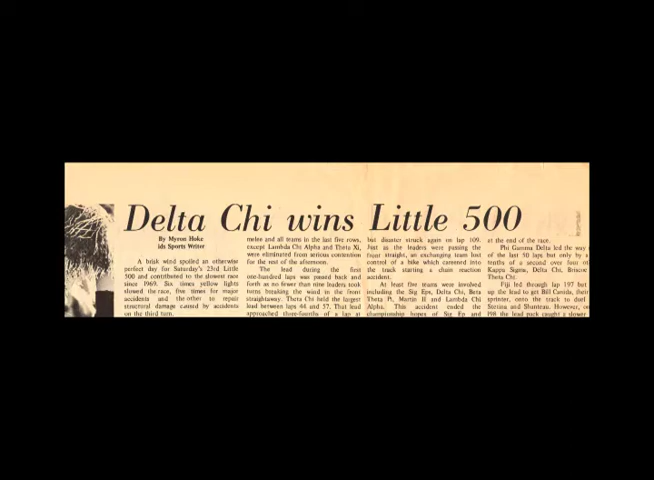 Delta Chi wins Little 500
By Myron Hoke
ids Sports Writer
A brisk wind spoiled an otherwise
perfect day for Saturday's 23rd Little
500 and contributed to the slowest race
since 1969. Six times yellow lights
slowed the race, five times for major
accidents and the other to repair
structural damage caused by accidents
on the third turn.
melee and all teams in the last five rows,
except Lambda Chi Alpha and Theta Xi,
were eliminated from serious contention
for the rest of the afternoon.
The lead during the first
one-hundred laps was passed back and
forth as no fewer than nine leaders took
turns breaking the wind to the front
straightaway. Theta Chi held the largest
lead between laps 44 and 57. That lead
approached three-fourths of a lap at
but disaster struck again on lap 109.
Just as the leaders were passing the
front straight, an exchanging team lost
control of a bike which careened into
the track starting a chain reaction
accident.
At least five teams were involved
including the Sig Eps, Delta Chi, Beta
Theta Pi, Martin II and Lambda Chi
Alpha. This accident ended the
championship hopes of Sig Ep and
at the end of the race.
Phi Gamma Delta led the way
of the last 50 laps but only by a
tenths of a second over four of
Kappa Sigma, Delta Chi, Briscoe
Theta Chi.
Fiji led through lap 197 but
up the lead to get Bill Cassida, their
sprinter, onto the track to duel
and However, on
198 the lead pack caught a slower